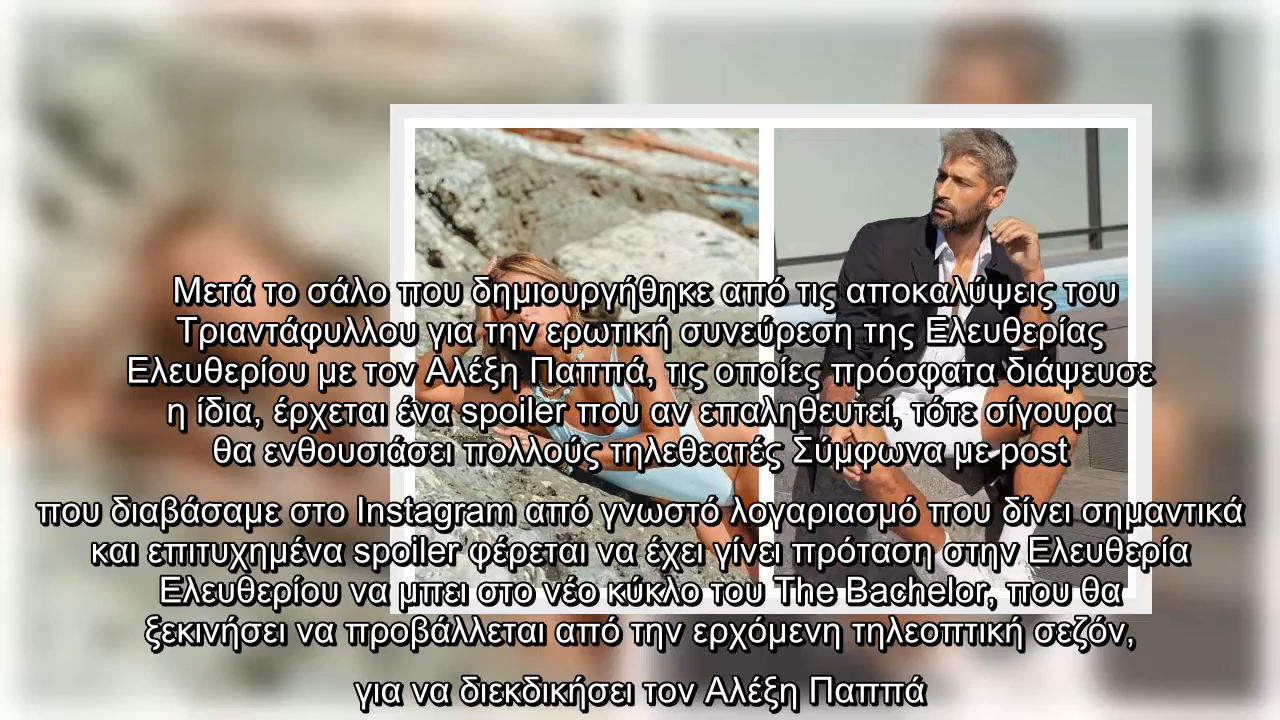 Μετά το σάλο που δημιουργήθηκε από τις αποκαλύψεις του
Τριαντάφυλλου για την ερωτική συνεύρεση της Ελευθερίας
Ελευθερίου με τον Αλέξη Παππά, τις οποίες πρόσφατα διάψευσε
η ίδια, έρχεται ένα spoiler που αν επαληθευτεί, τότε σίγουρα
θα ενθουσιάσει πολλούς τηλεθεατές Σύμφωνα με post
που διαβάσαμε στο Instagram από γνωστό λογαριασμό που δίνει σημαντικά
και επιτυχημένα spoiler φέρεται να έχει γίνει πρόταση στην Ελευθερία
Ελευθερίου να μπει στο νέο κύκλο του The Bachelor, που θα
ξεκινήσει να προβάλλεται από την ερχόμενη τηλεοπτική σεζόν,
για να διεκδικήσει τον Αλέξη Παππά